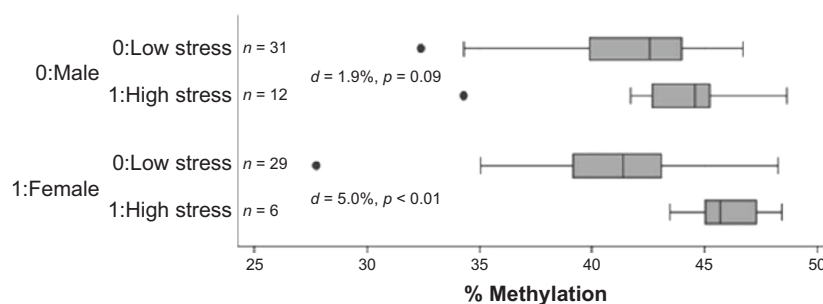 0:Male
0:Low stress n = 31
d = 1.9%, p = 0.09
1:High stress n = 12
1:Female
0:Low stress n = 29
d = 5.0%, p < 0.01
1:High stress n = 6
25 30 35 40 45 50
% Methylation